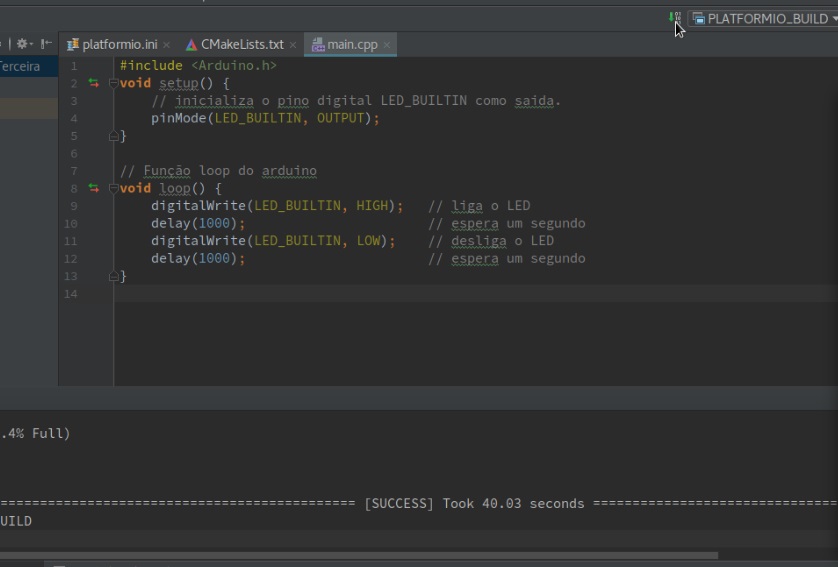 PLATFORMIO_BUILD
platformio.ini × CMakeLists.txt × main.cpp ×
Terceira
1 #include <Arduino.h>
2 void setup() {
3 // inicializa o pino digital LED_BUILTIN como saida.
4 pinMode(LED_BUILTIN, OUTPUT);
5 }
6
7 // Função loop do arduino
8 void loop() {
9 digitalWrite(LED_BUILTIN, HIGH); // liga o LED
10 delay(1000); // espera um segundo
11 digitalWrite(LED_BUILTIN, LOW); // desliga o LED
12 delay(1000); // espera um segundo
13 }
14
.4% Full)
============================================= [SUCCESS] Took 40.03 seconds ===============================
UILD